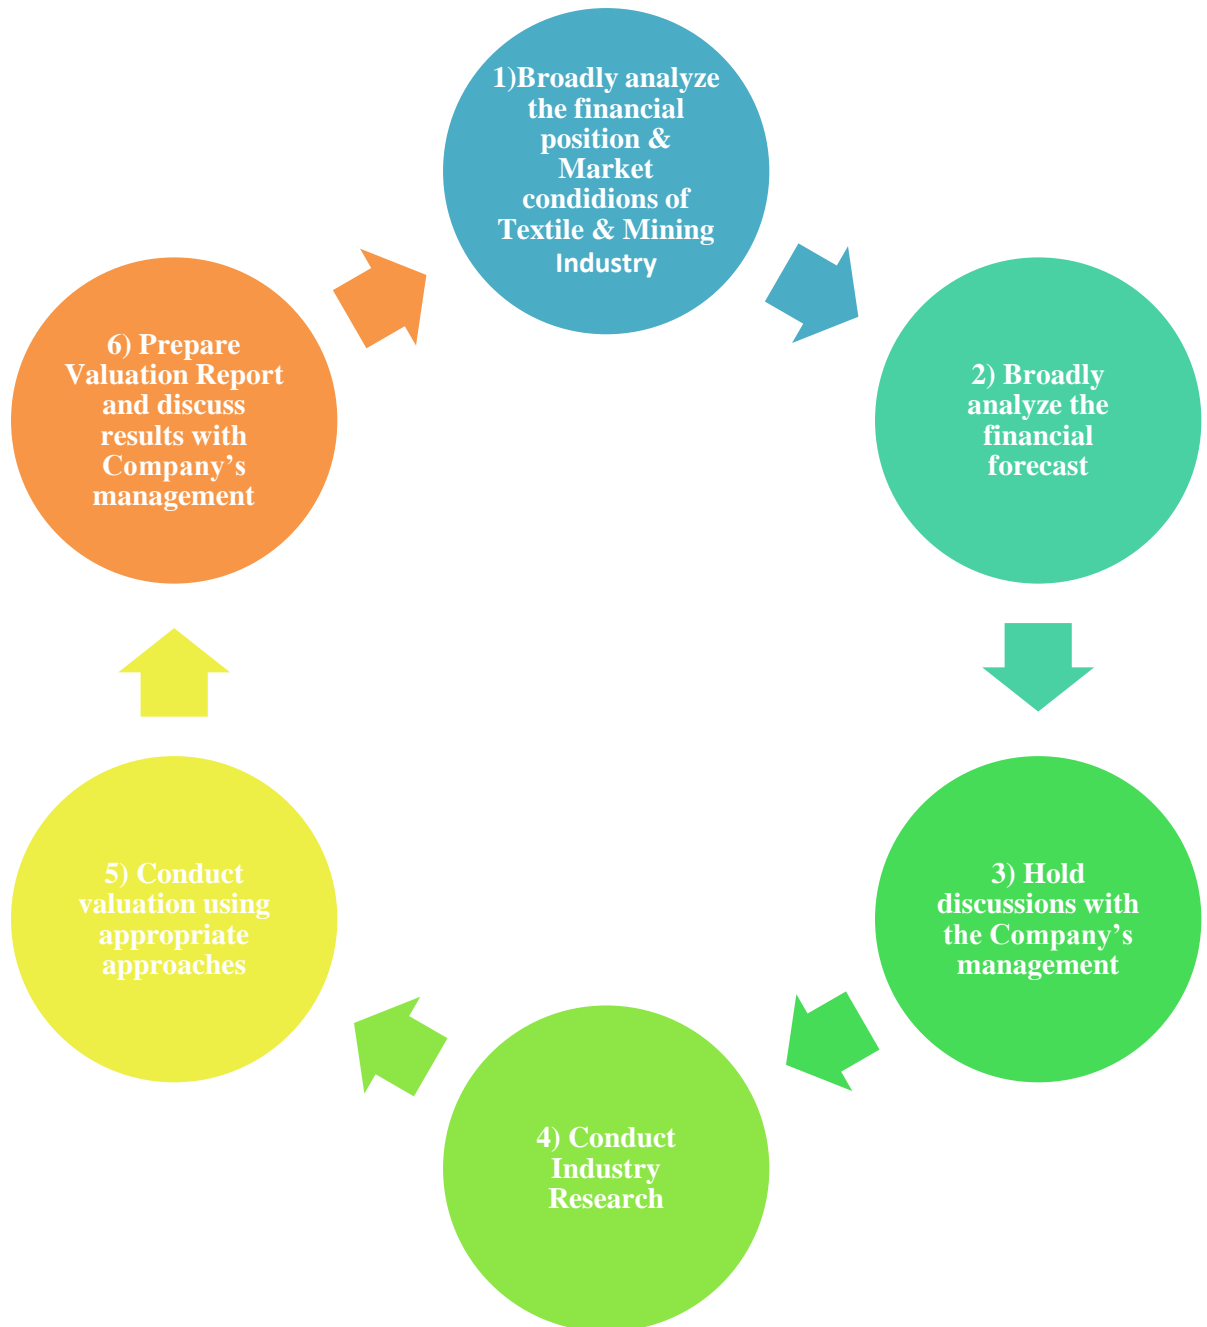 1)Broadly analyze
the financial
position &
Market
condidions of
Textile & Mining
Industry
2) Broadly
analyze the
financial
forecast
3) Hold
discussions with
the Company’s
management
4) Conduct
Industry
Research
5) Conduct
valuation using
appropriate
approaches
6) Prepare
Valuation Report
and discuss
results with
Company’s
management